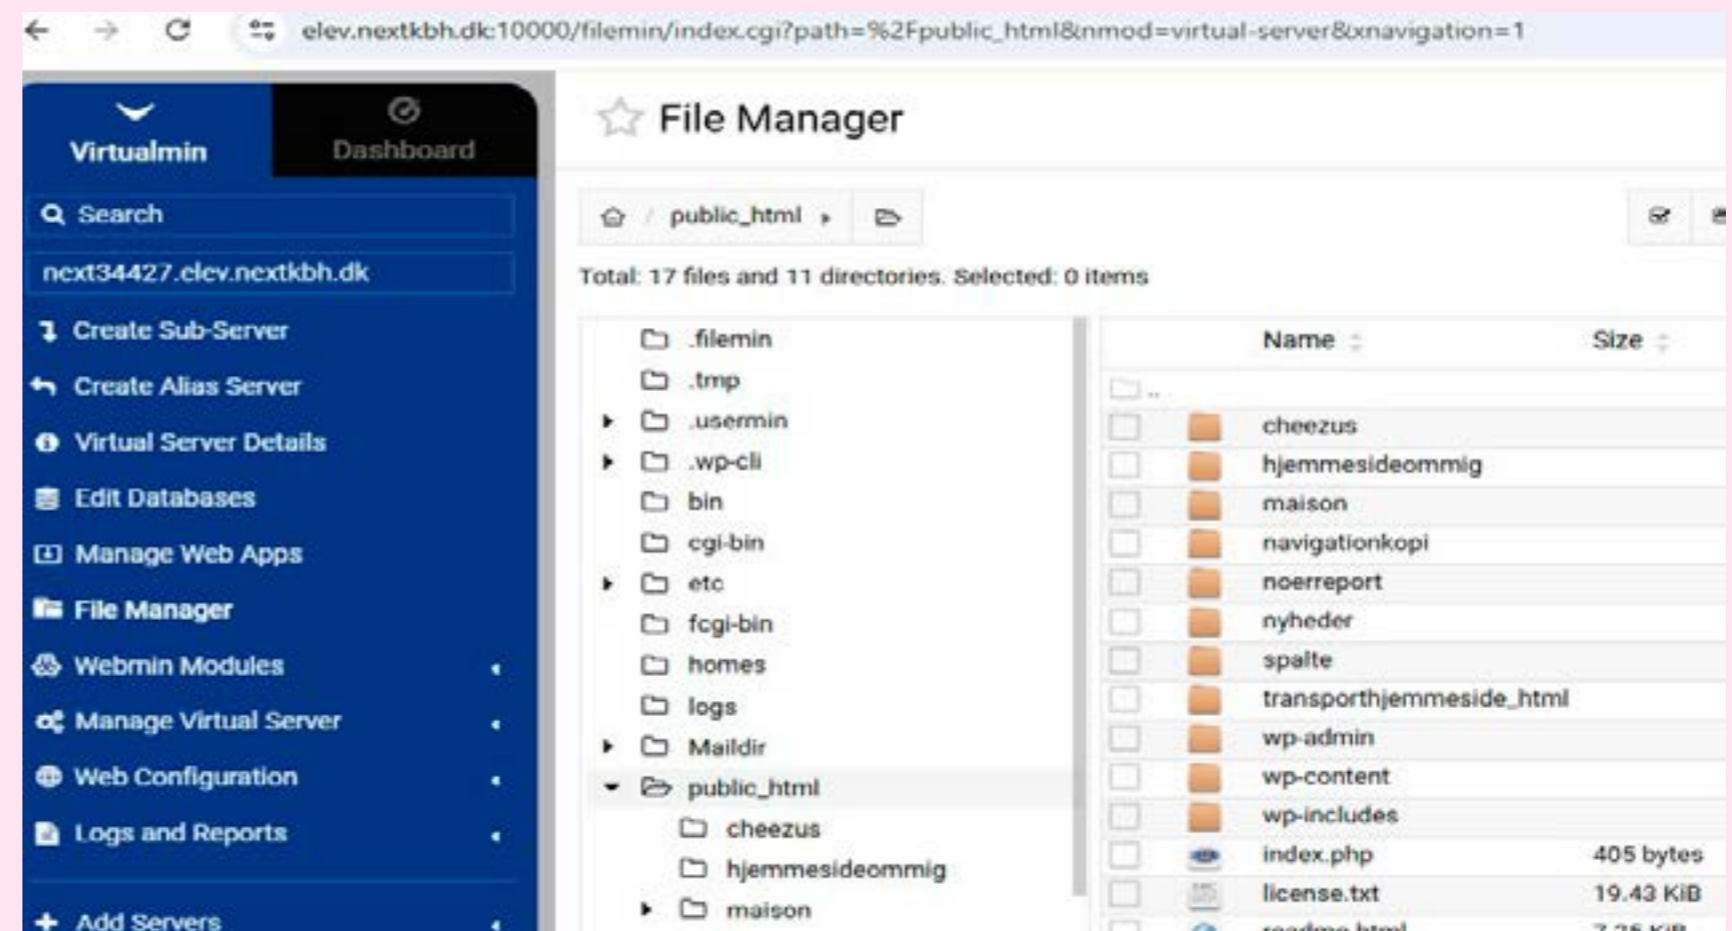 elev.nextkbh.dk:10000/filemin/index.cgi?path=%2Fpublic_html&nmod=virtual-server&xnavigation=1
Virtualmin
Dashboard
Search
next34427.elev.nextkbh.dk
Create Sub-Server
Create Alias Server
Virtual Server Details
Edit Databases
Manage Web Apps
File Manager
Webmin Modules
Manage Virtual Server
Web Configuration
Logs and Reports
Add Servers
File Manager
/ public_html
Total: 17 files and 11 directories. Selected: 0 items
.filemin
.tmp
.usermin
.wp-cli
bin
cgi-bin
etc
fcgi-bin
homes
logs
Maildir
public_html
cheezus
hjemmesideommig
maison
Name Size
..
cheezus
hjemmesideommig
maison
navigationkopi
noerreport
nyheder
spalte
transporthjemmeside_html
wp-admin
wp-content
wp-includes
index.php 405 bytes
license.txt 19.43 KiB
readme.html 7.25 KiB